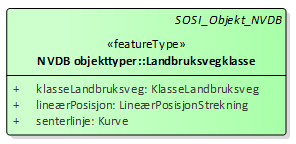 SOSI_Objekt_NVDB
«featureType»
NVDB objekttyper::Landbruksvegklasse
+ klasseLandbruksveg: KlasseLandbruksveg
+ lineærPosisjon: LineærPosisjonStrekning
+ senterlinje: Kurve